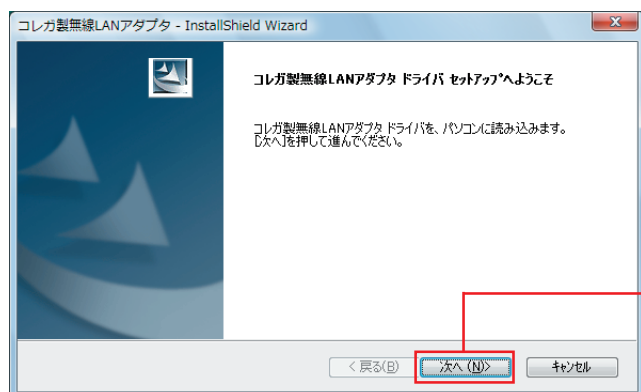 コレガ製無線LANアダプタ - InstallShield Wizard
コレガ製無線LANアダプタ ドライバ セットアップへようこそ
コレガ製無線LANアダプタ ドライバを、パソコンに読み込みます。
[次へ]を押して進んでください。
< 戻る(B) 次へ (N)> キャンセル